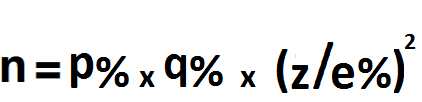 n = p% x q% x (z/e%)²